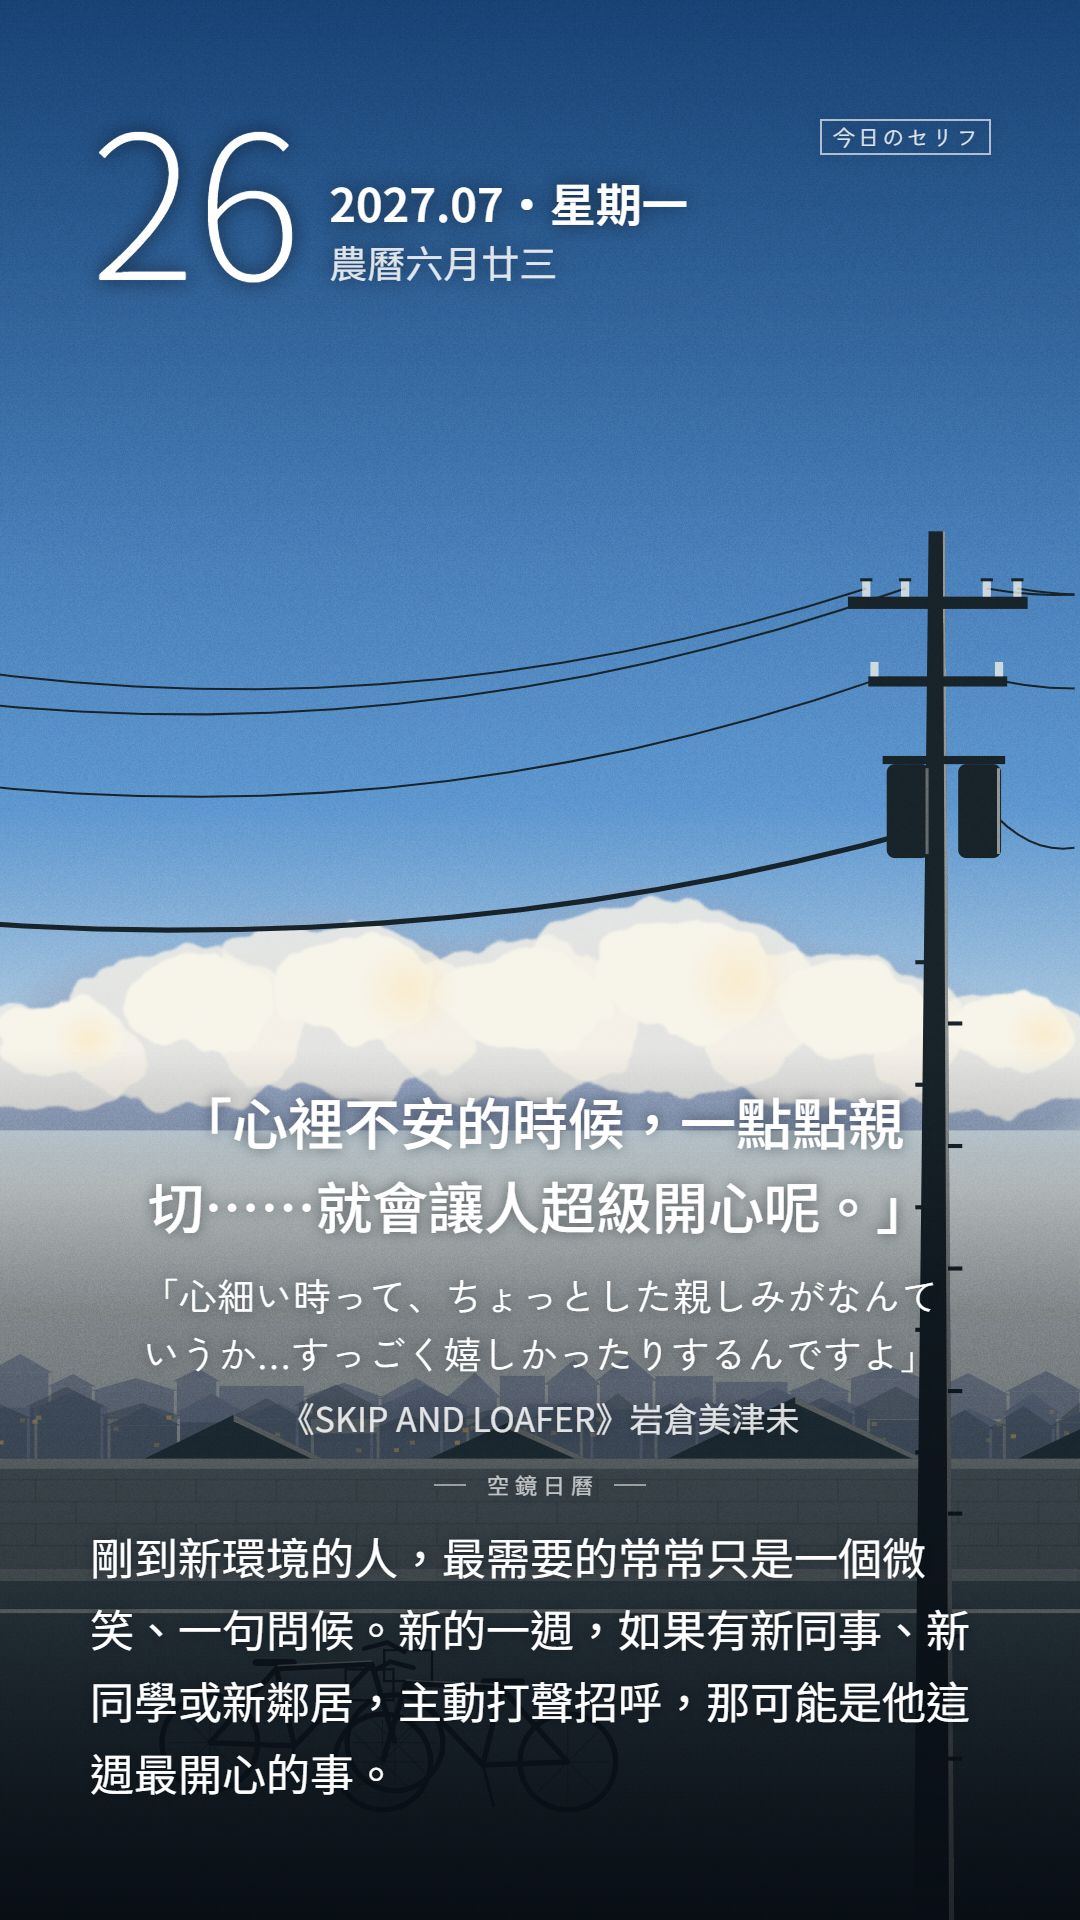 26
今日のセリフ
2027.07・星期一
農曆六月廿三
「心裡不安的時候，一點點親
切⋯⋯就會讓人超級開心呢。」
「心細い時って、ちょっとした親しみがなんて
いうか…すっごく嬉しかったりするんですよ」
《SKIP AND LOAFER》岩倉美津未
空鏡日曆
剛到新環境的人，最需要的常常只是一個微
笑、一句問候。新的一週，如果有新同事、新
同學或新鄰居，主動打聲招呼，那可能是他這
週最開心的事。